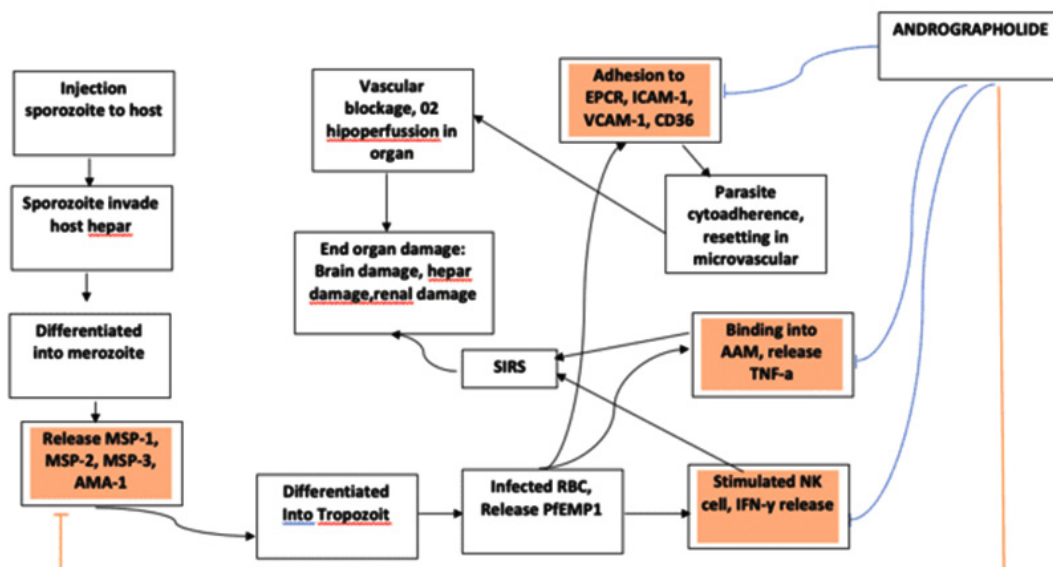 ANDROGRAPHOLIDE
Injection
sporozoite to host
Vascular
blockage, 02
hipoperfussion in
organ
Adhesion to
EPCR, ICAM-1,
VCAM-1, CD36
Sporozoite invade
host hepar
Parasite
cytoadherence,
resetting in
microvascular
End organ damage:
Brain damage, hepar
damage,renal damage
Differentiated
into merozoite
Binding into
AAM, release
TNF-a
SIRS
Release MSP-1,
MSP-2, MSP-3,
AMA-1
Differentiated
Into Tropozoit
Infected RBC,
Release PfEMP1
Stimulated NK
cell, IFN-y release